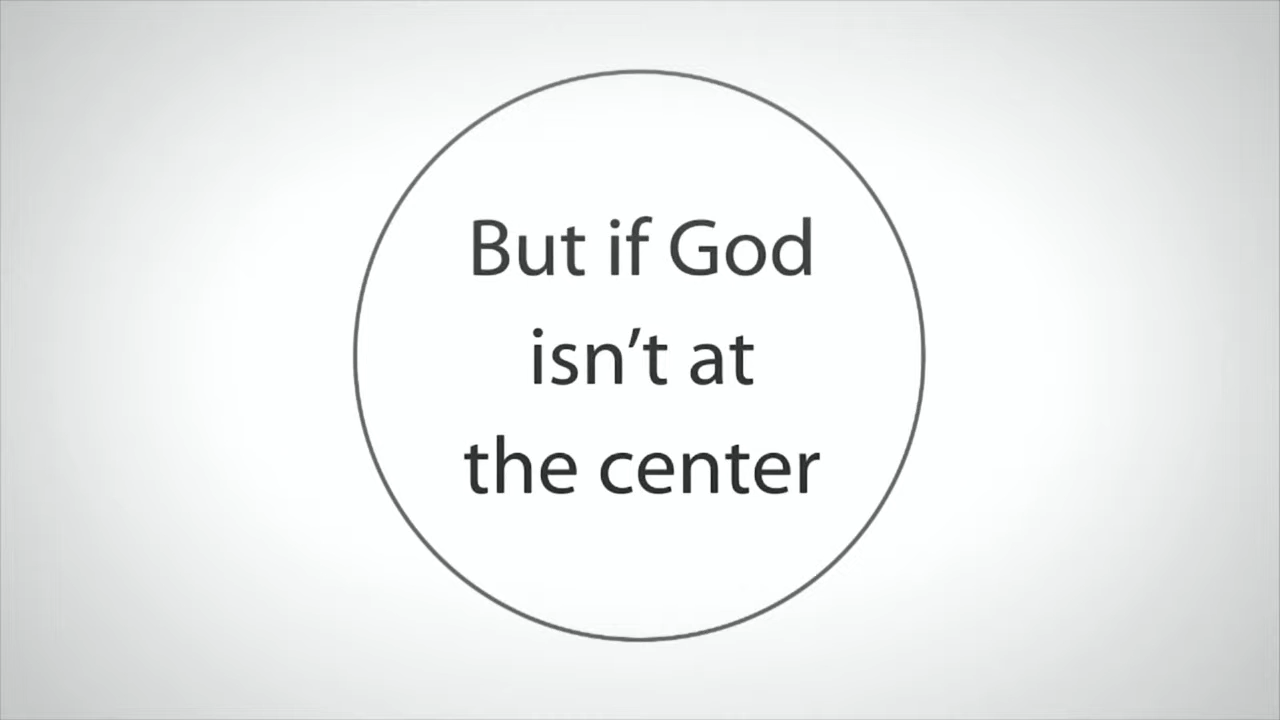 But if God
isn’t at
the center